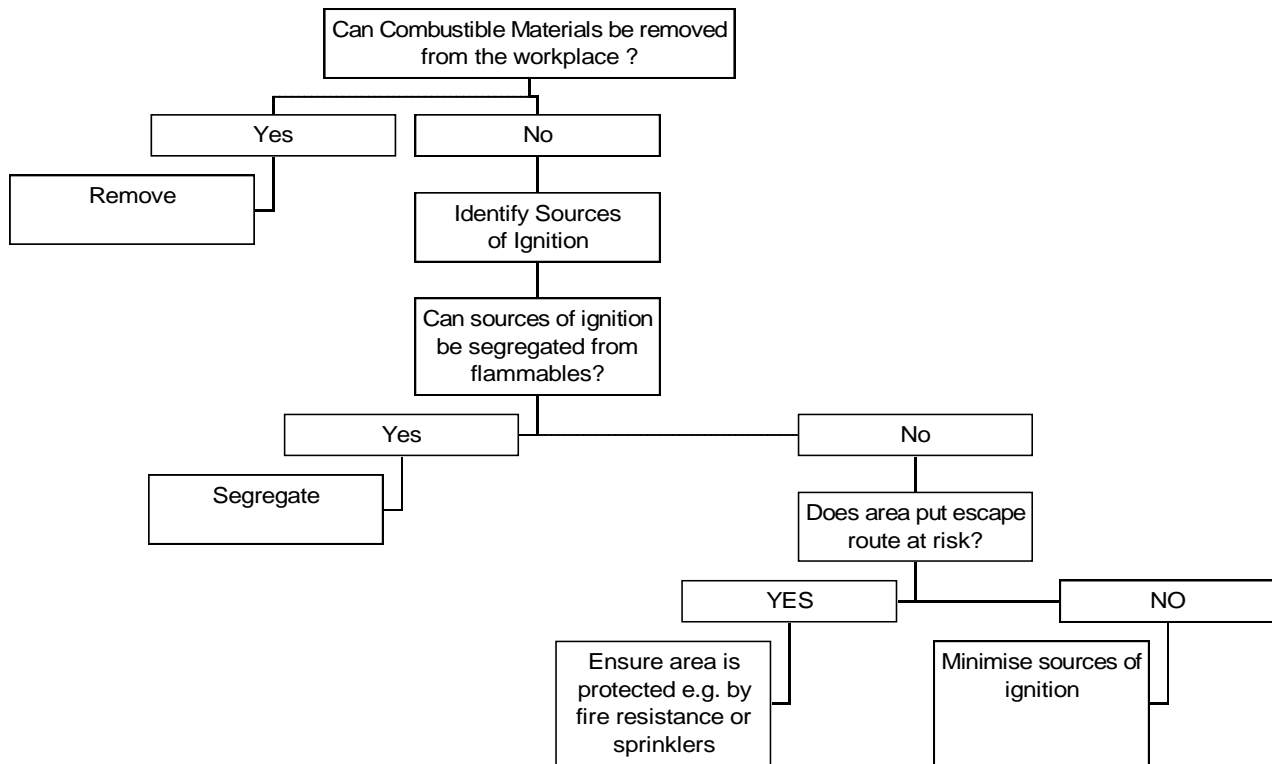 Can Combustible Materials be removed
from the workplace ?
Yes
No
Remove
Identify Sources
of Ignition
Can sources of ignition
be segregated from
flammables?
Yes
No
Segregate
Does area put escape
route at risk?
YES
NO
Ensure area is
protected e.g. by
fire resistance or
sprinklers
Minimise sources of
ignition